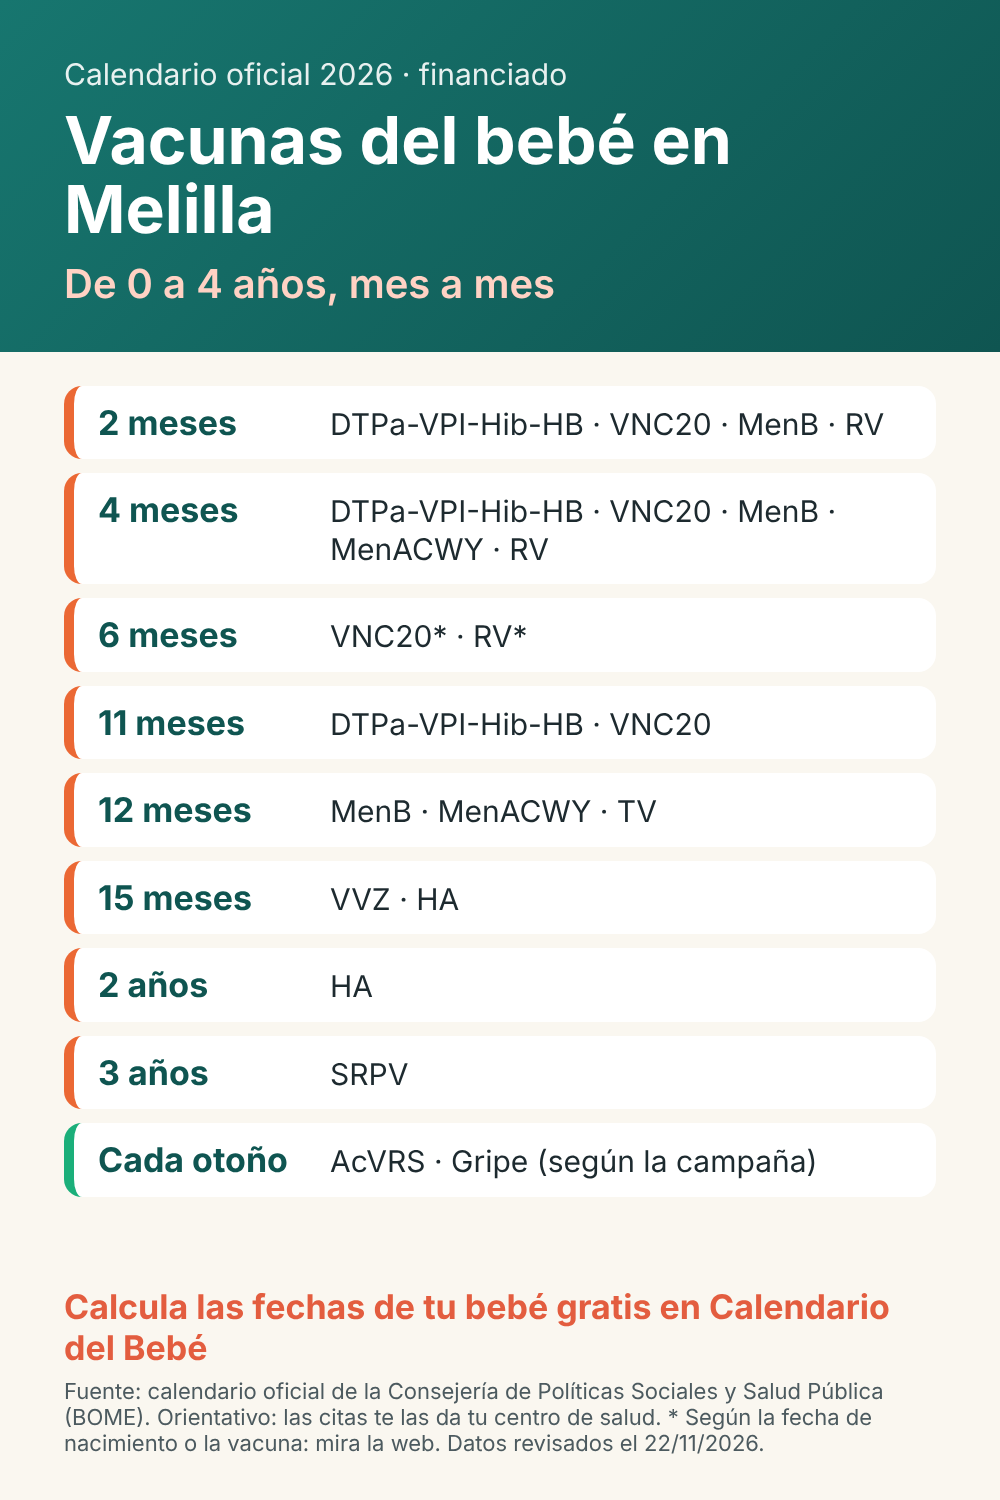 Calendario oficial 2026 · financiado
Vacunas del bebé en
Melilla
De 0 a 4 años, mes a mes
2 meses DTPa-VPI-Hib-HB · VNC20 · MenB · RV
4 meses DTPa-VPI-Hib-HB · VNC20 · MenB ·
MenACWY · RV
6 meses VNC20* · RV*
11 meses DTPa-VPI-Hib-HB · VNC20
12 meses MenB · MenACWY · TV
15 meses VVZ · HA
2 años HA
3 años SRPV
Cada otoño AcVRS · Gripe (según la campaña)
Calcula las fechas de tu bebé gratis en Calendario
del Bebé
Fuente: calendario oficial de la Consejería de Políticas Sociales y Salud Pública
(BOME). Orientativo: las citas te las da tu centro de salud. * Según la fecha de
nacimiento o la vacuna: mira la web. Datos revisados el 22/11/2026.